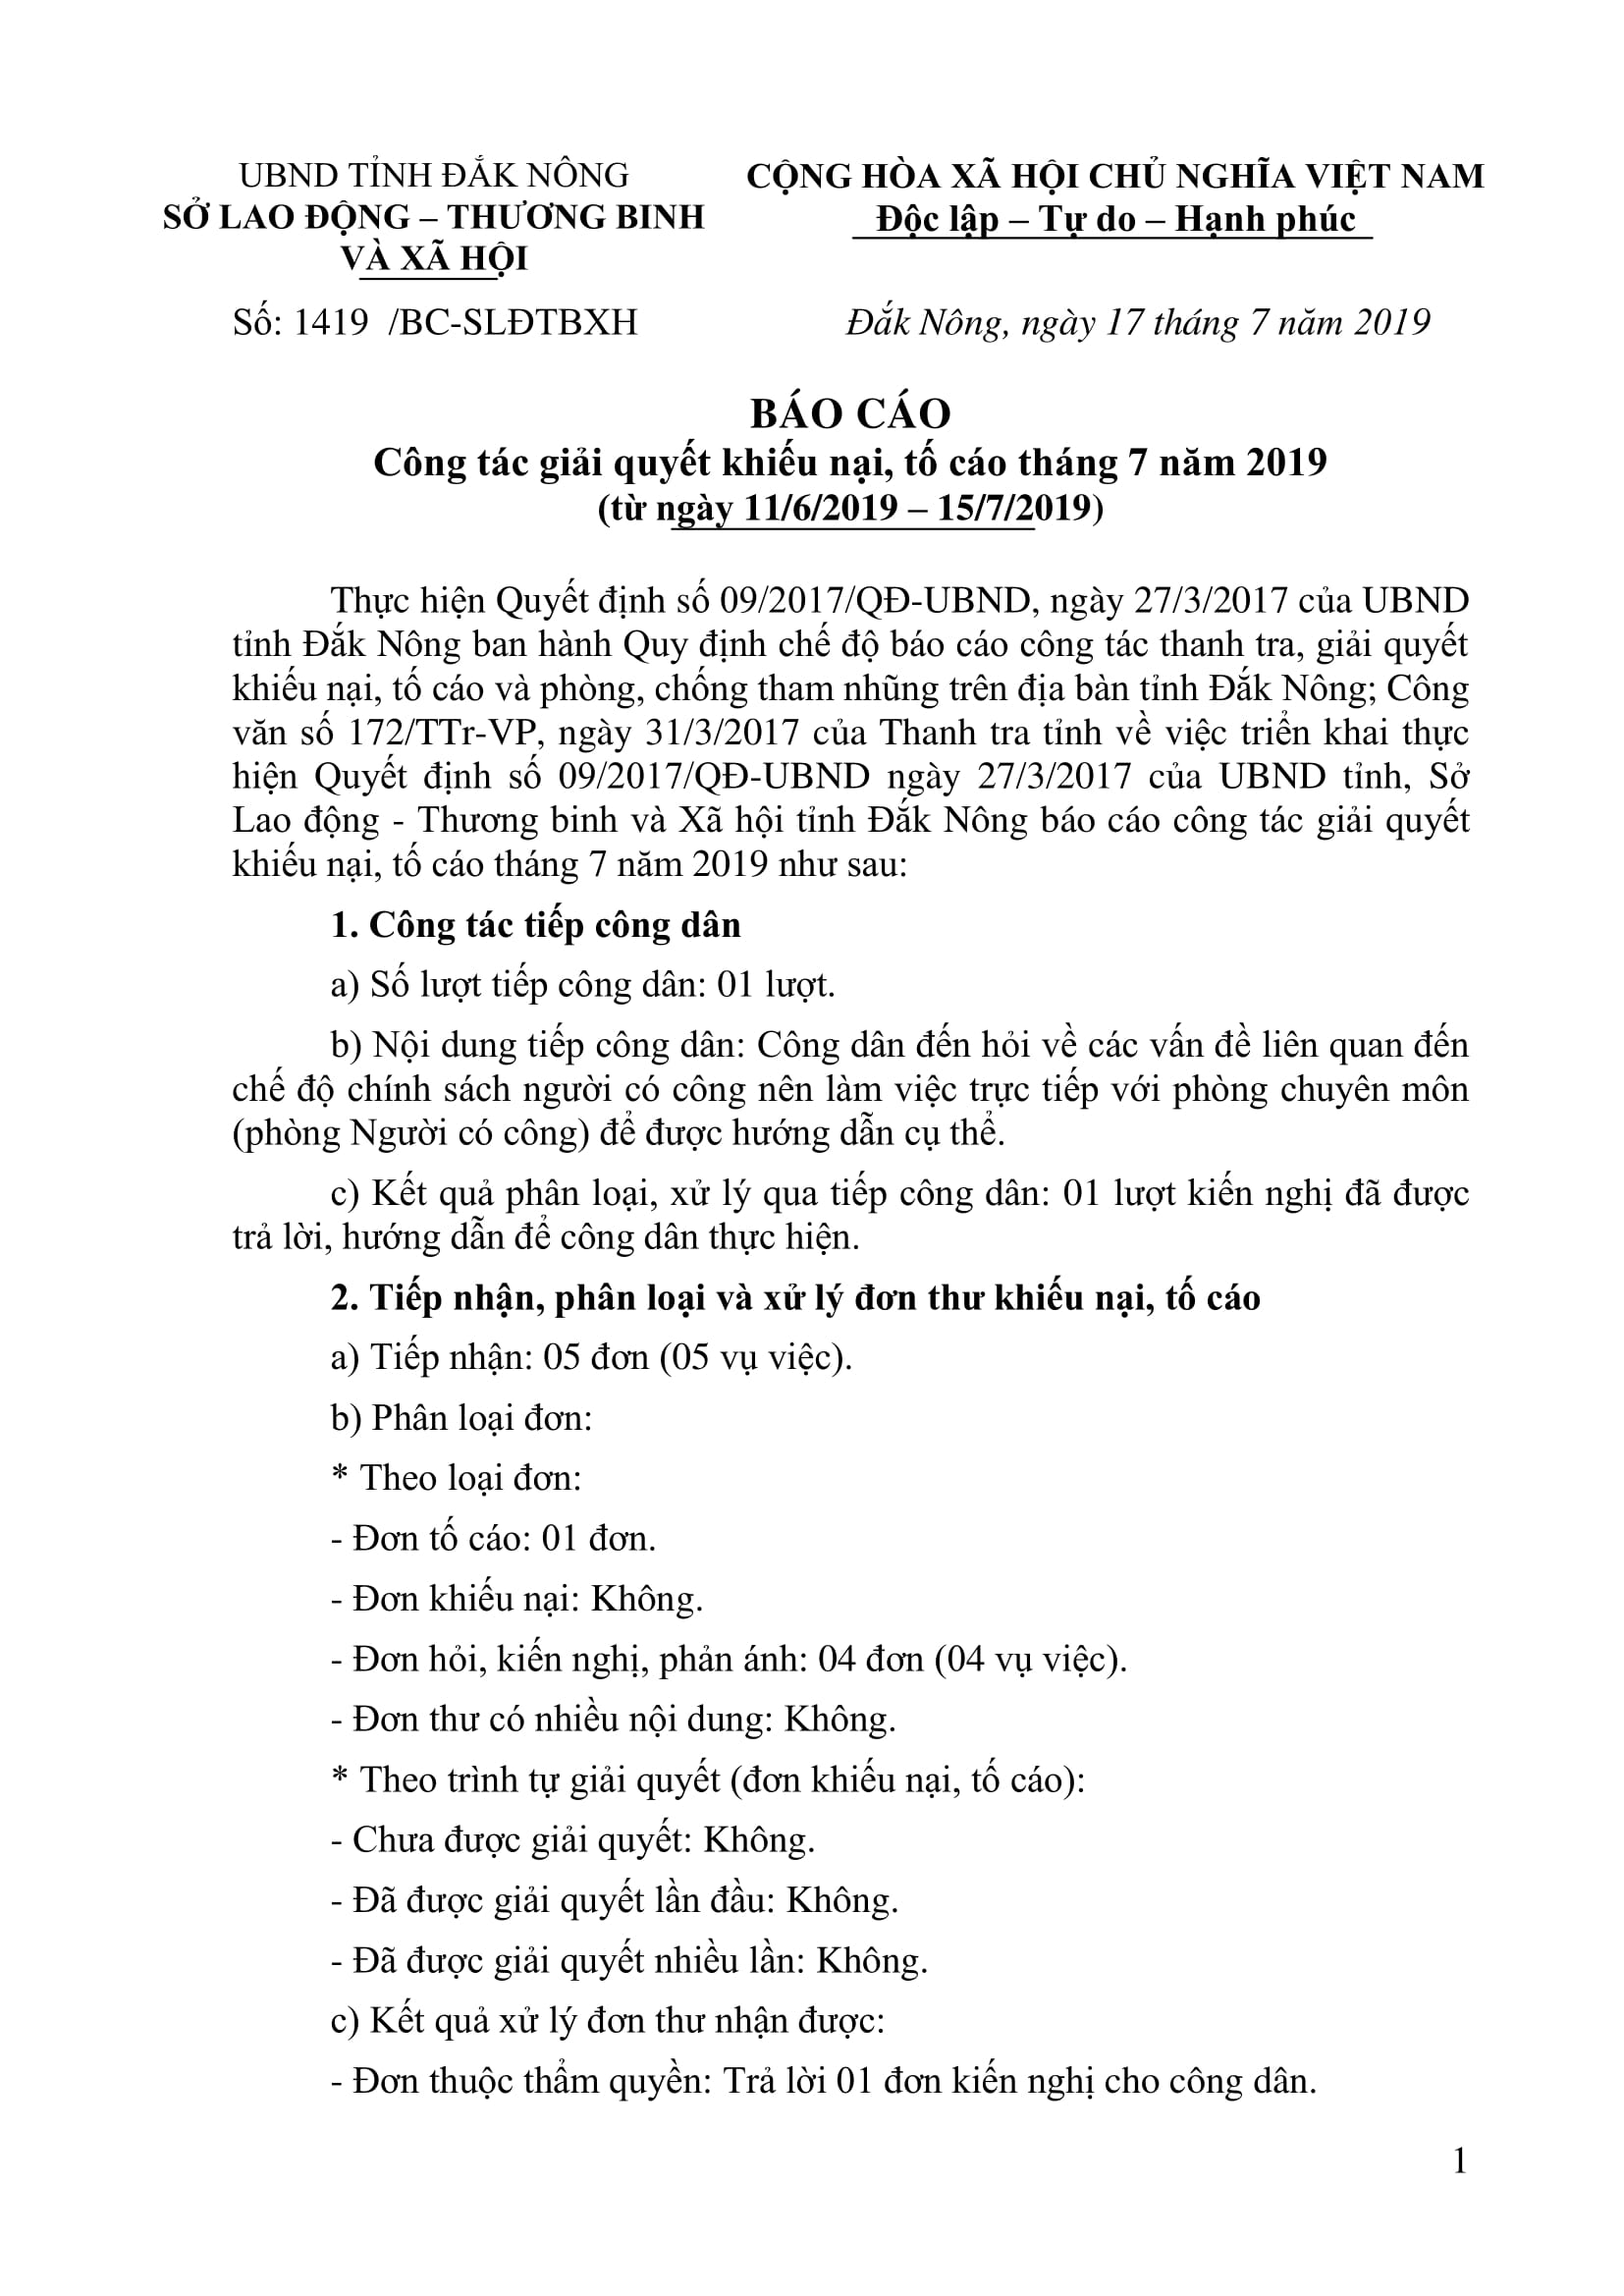 UBND TỈNH ĐẮK NÔNG
SỞ LAO ĐỘNG – THƯƠNG BINH
VÀ XÃ HỘI
CỘNG HÒA XÃ HỘI CHỦ NGHĨA VIỆT NAM
Độc lập – Tự do – Hạnh phúc
Số: 1419 /BC-SLĐTBXH
Đắk Nông, ngày 17 tháng 7 năm 2019
BÁO CÁO
Công tác giải quyết khiếu nại, tố cáo tháng 7 năm 2019
(từ ngày 11/6/2019 – 15/7/2019)
Thực hiện Quyết định số 09/2017/QĐ-UBND, ngày 27/3/2017 của UBND
tỉnh Đắk Nông ban hành Quy định chế độ báo cáo công tác thanh tra, giải quyết
khiếu nại, tố cáo và phòng, chống tham nhũng trên địa bàn tỉnh Đắk Nông; Công
văn số 172/TTr-VP, ngày 31/3/2017 của Thanh tra tỉnh về việc triển khai thực
hiện Quyết định số 09/2017/QĐ-UBND ngày 27/3/2017 của UBND tỉnh, Sở
Lao động - Thương binh và Xã hội tỉnh Đắk Nông báo cáo công tác giải quyết
khiếu nại, tố cáo tháng 7 năm 2019 như sau:
1. Công tác tiếp công dân
a) Số lượt tiếp công dân: 01 lượt.
b) Nội dung tiếp công dân: Công dân đến hỏi về các vấn đề liên quan đến
chế độ chính sách người có công nên làm việc trực tiếp với phòng chuyên môn
(phòng Người có công) để được hướng dẫn cụ thể.
c) Kết quả phân loại, xử lý qua tiếp công dân: 01 lượt kiến nghị đã được
trả lời, hướng dẫn để công dân thực hiện.
2. Tiếp nhận, phân loại và xử lý đơn thư khiếu nại, tố cáo
a) Tiếp nhận: 05 đơn (05 vụ việc).
b) Phân loại đơn:
* Theo loại đơn:
- Đơn tố cáo: 01 đơn.
- Đơn khiếu nại: Không.
- Đơn hỏi, kiến nghị, phản ánh: 04 đơn (04 vụ việc).
- Đơn thư có nhiều nội dung: Không.
* Theo trình tự giải quyết (đơn khiếu nại, tố cáo):
- Chưa được giải quyết: Không.
- Đã được giải quyết lần đầu: Không.
- Đã được giải quyết nhiều lần: Không.
c) Kết quả xử lý đơn thư nhận được:
- Đơn thuộc thẩm quyền: Trả lời 01 đơn kiến nghị cho công dân.
1